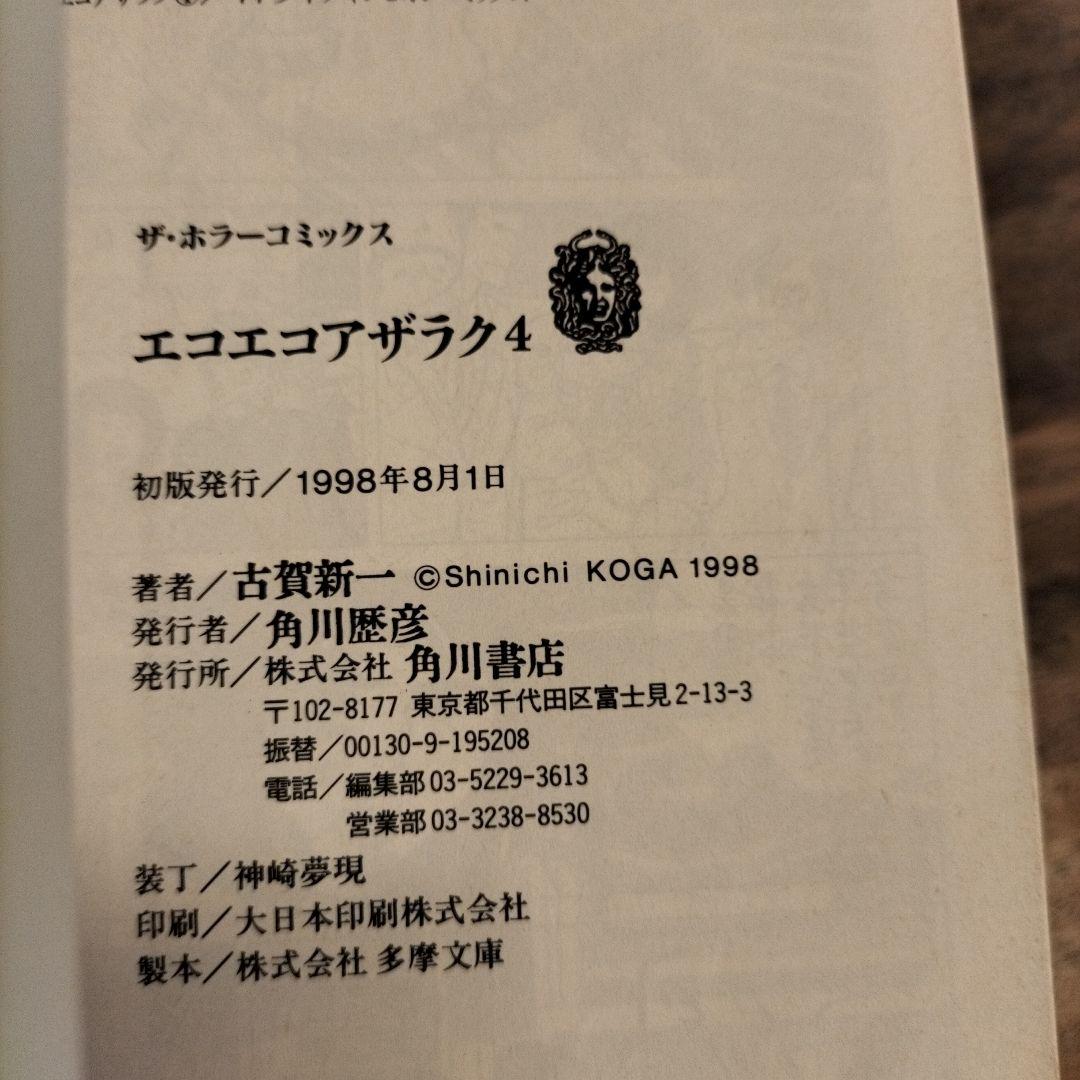 ザ・ホラーコミックス
エコエコアザラク4
初版発行／1998年8月1日
著者／古賀新一 ©Shinichi KOGA 1998
発行者／角川歴彦
発行所／株式会社 角川書店
〒102-8177 東京都千代田区富士見2-13-3
振替／00130-9-195208
電話／編集部03-5229-3613
営業部03-3238-8530
装丁／神崎夢現
印刷／大日本印刷株式会社
製本／株式会社 多摩文庫